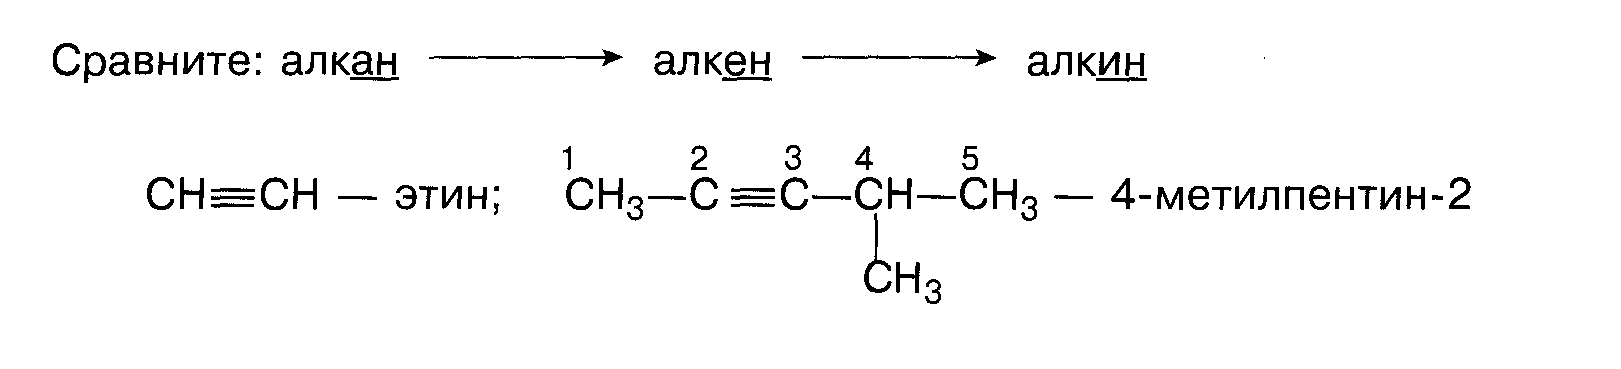 Сравните: алкан ⟶ алкен ⟶ алкин
1 2 3 4 5
CH≡CH — этин; CH₃—C≡C—CH—CH₃ — 4-метилпентин-2
CH₃